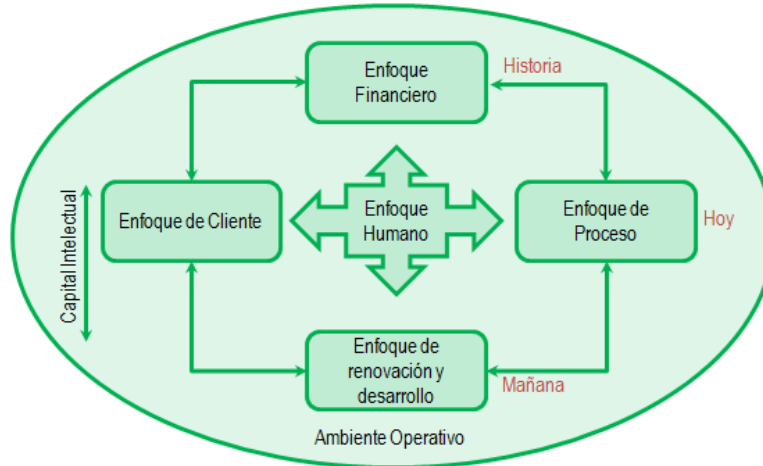 Enfoque
Financiero
Historia
Capital Intelectual
Enfoque de Cliente
Enfoque
Humano
Enfoque de
Proceso
Hoy
Enfoque de
renovación y
desarrollo
Mañana
Ambiente Operativo